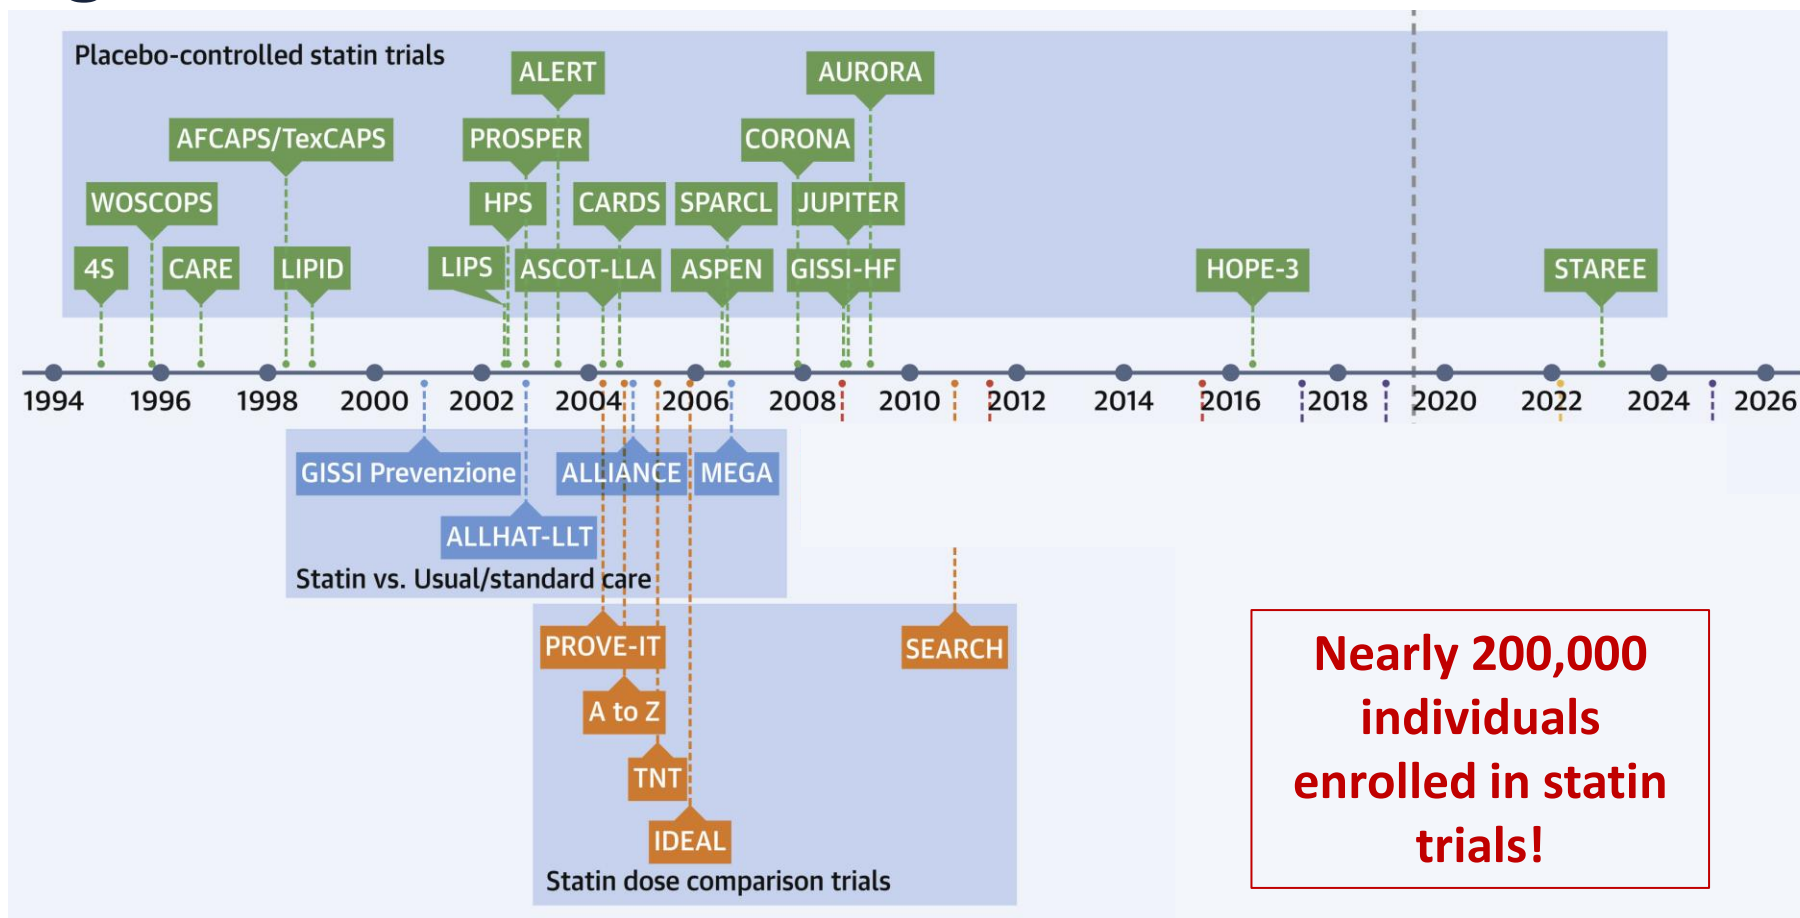 Placebo-controlled statin trials
ALERT
AURORA
AFCAPS/TexCAPS
PROSPER
CORONA
WOSCOPS
HPS
CARDS
SPARCL
JUPITER
4S
CARE
LIPID
LIPS
ASCOT-LLA
ASPEN
GISSI-HF
HOPE-3
STAREE
1994 1996 1998 2000 2002 2004 2006 2008 2010 2012 2014 2016 2018 2020 2022 2024 2026
GISSI Prevenzione
ALLIANCE
MEGA
ALLHAT-LLT
Statin vs. Usual/standard care
PROVE-IT
SEARCH
A to Z
TNT
IDEAL
Statin dose comparison trials
Nearly 200,000
individuals
enrolled in statin
trials!